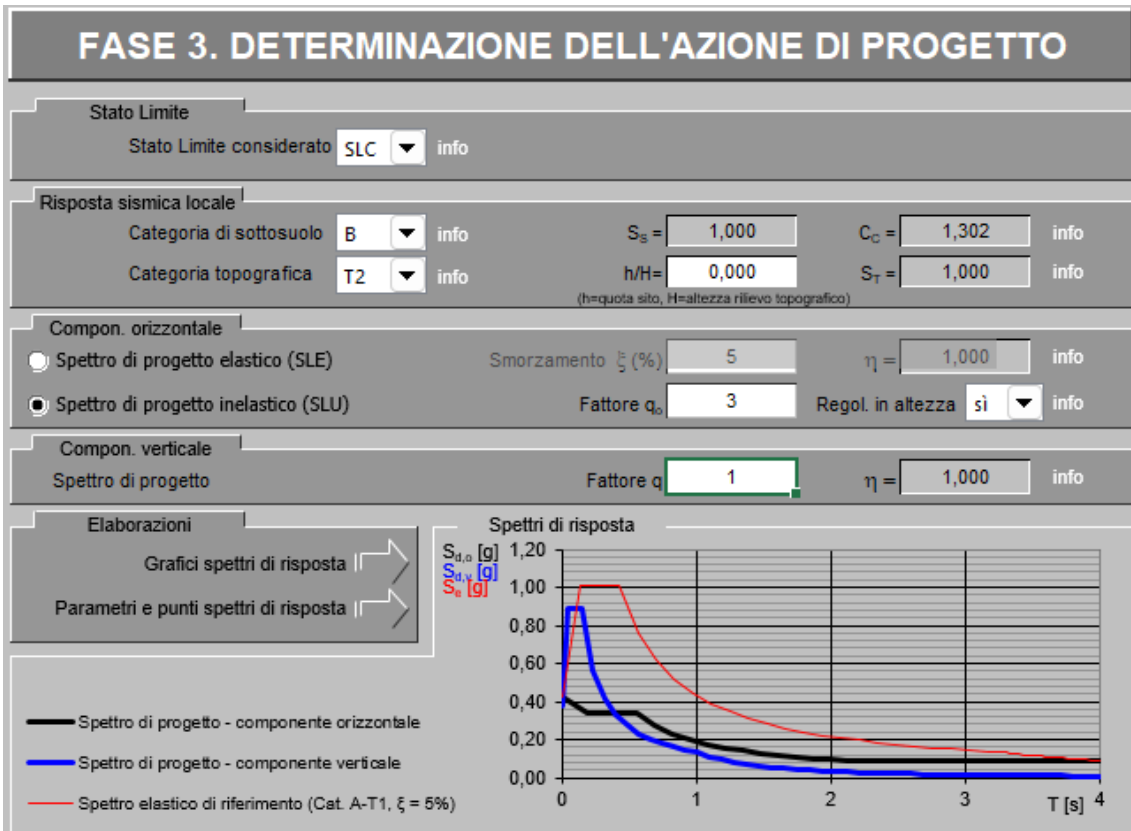 FASE 3. DETERMINAZIONE DELL'AZIONE DI PROGETTO
Stato Limite
Stato Limite considerato SLC info
Risposta sismica locale
Categoria di sottosuolo B info S_S = 1,000 C_C = 1,302 info
Categoria topografica T2 info h/H= 0,000 S_T = 1,000 info
(h=quota sito, H=altezza rilievo topografico)
Compon. orizzontale
Spettro di progetto elastico (SLE) Smorzamento ξ (%) 5 η = 1,000 info
Spettro di progetto inelastico (SLU) Fattore q_o 3 Regol. in altezza sì info
Compon. verticale
Spettro di progetto Fattore q 1 η = 1,000 info
Elaborazioni
Grafici spettri di risposta
Parametri e punti spettri di risposta
Spettri di risposta
S_d,o [g]
S_d,v [g]
S_e [g]
1,20
1,00
0,80
0,60
0,40
0,20
0,00
0 1 2 3 T [s] 4
Spettro di progetto - componente orizzontale
Spettro di progetto - componente verticale
Spettro elastico di riferimento (Cat. A-T1, ξ = 5%)